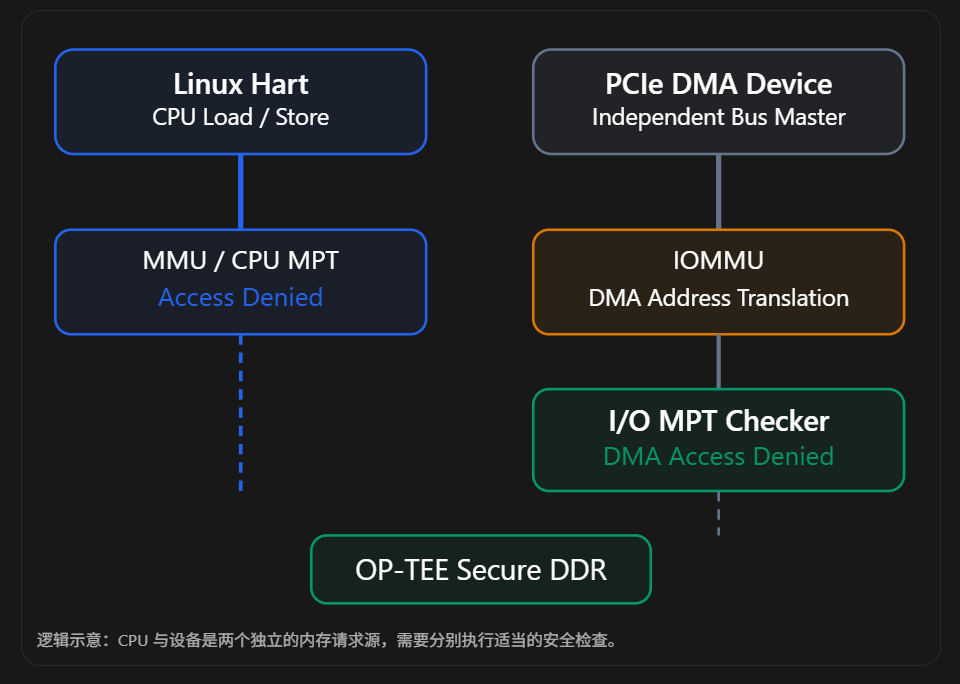 Linux Hart
CPU Load / Store
PCIe DMA Device
Independent Bus Master
MMU / CPU MPT
Access Denied
IOMMU
DMA Address Translation
I/O MPT Checker
DMA Access Denied
OP-TEE Secure DDR
逻辑示意：CPU 与设备是两个独立的内存请求源，需要分别执行适当的安全检查。